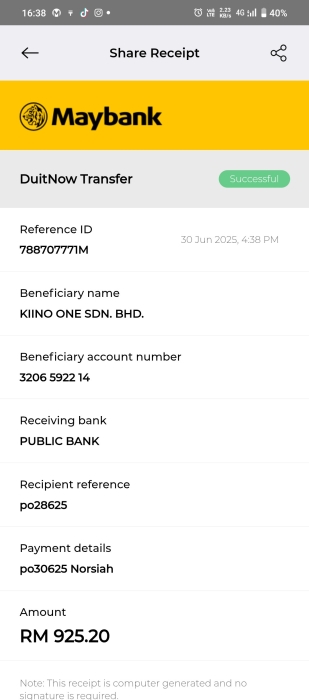 16:38 2.23 KB/s 4G 40%
Share Receipt
Maybank
DuitNow Transfer Successful
Reference ID
788707771M 30 Jun 2025, 4:38 PM
Beneficiary name
KIINO ONE SDN. BHD.
Beneficiary account number
3206 5922 14
Receiving bank
PUBLIC BANK
Recipient reference
po28625
Payment details
po30625 Norsiah
Amount
RM 925.20
Note: This receipt is computer generated and no
signature is required.